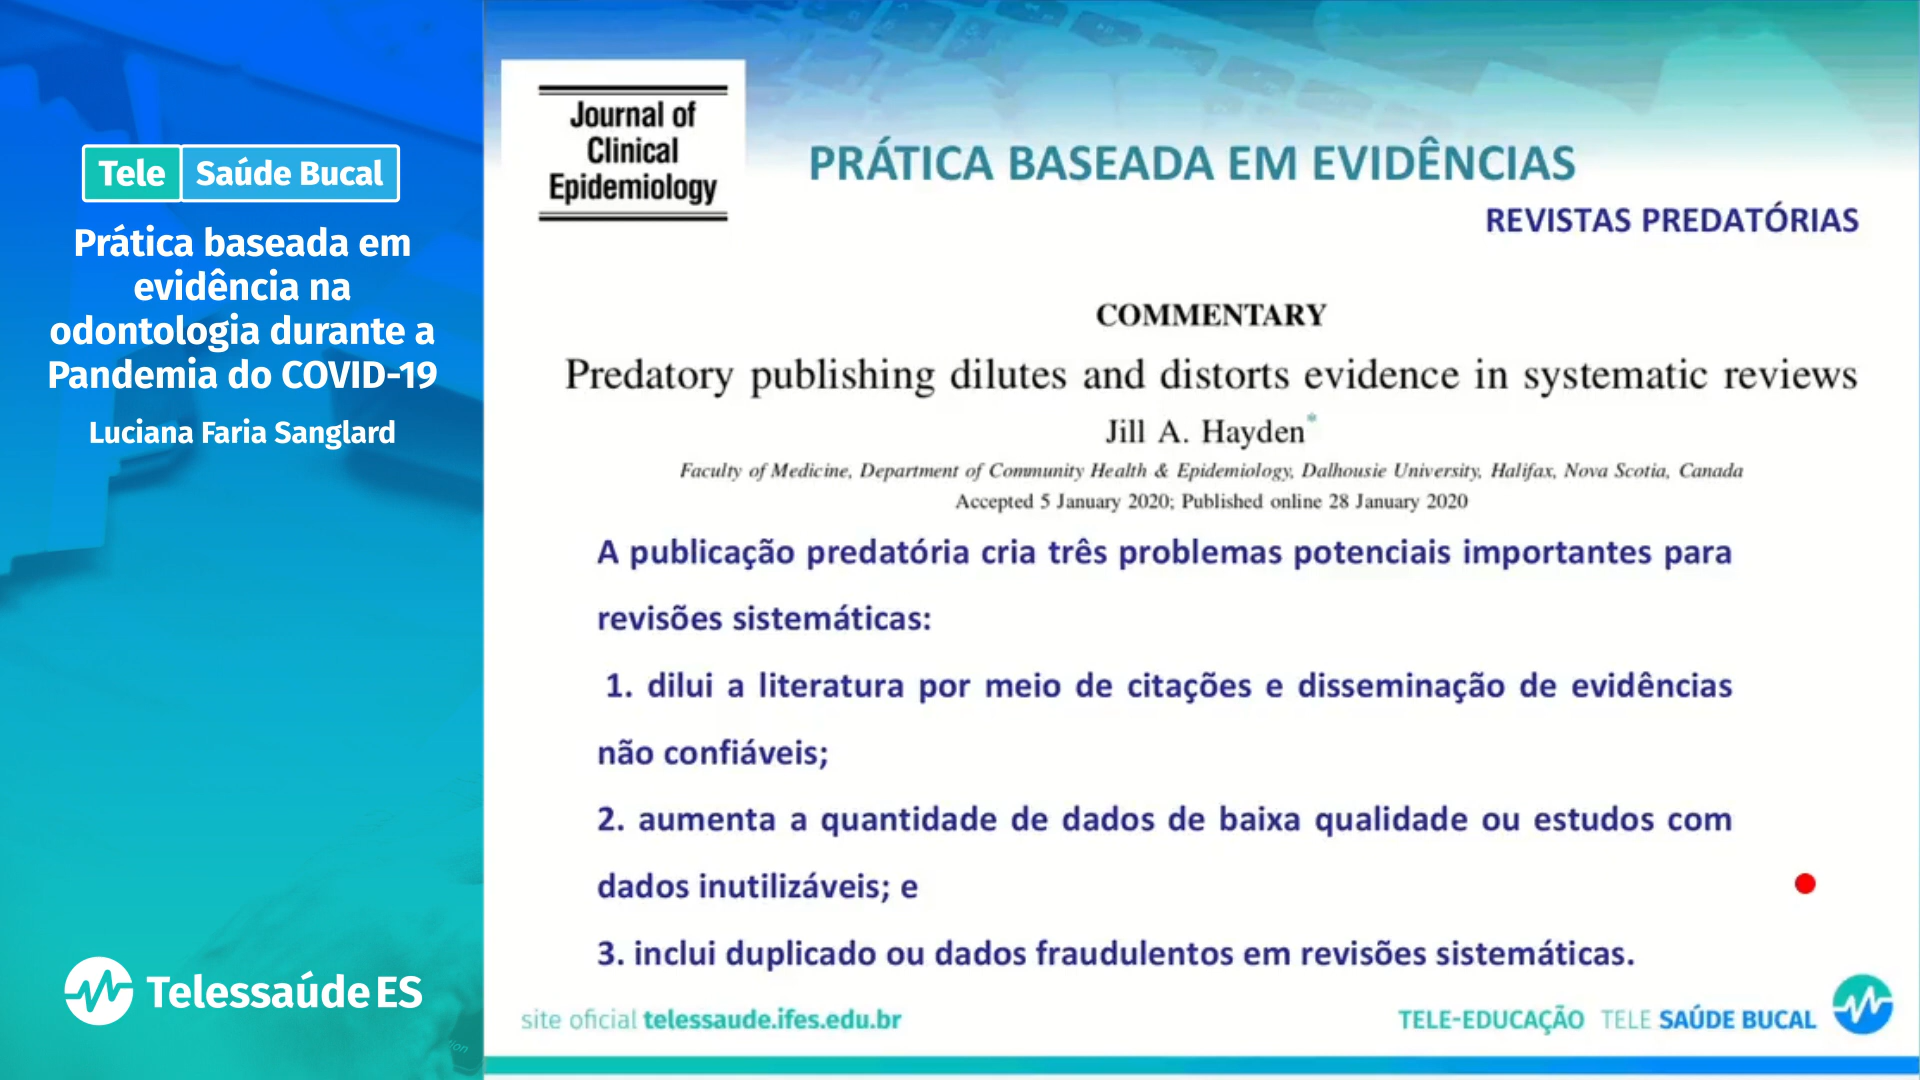 Tele Saúde Bucal
Prática baseada em
evidência na
odontologia durante a
Pandemia do COVID-19
Luciana Faria Sanglard
TelessaúdeES
Journal of
Clinical
Epidemiology
PRÁTICA BASEADA EM EVIDÊNCIAS
REVISTAS PREDATÓRIAS
COMMENTARY
Predatory publishing dilutes and distorts evidence in systematic reviews
Jill A. Hayden*
Faculty of Medicine, Department of Community Health & Epidemiology, Dalhousie University, Halifax, Nova Scotia, Canada
Accepted 5 January 2020; Published online 28 January 2020
A publicação predatória cria três problemas potenciais importantes para
revisões sistemáticas:
1. dilui a literatura por meio de citações e disseminação de evidências
não confiáveis;
2. aumenta a quantidade de dados de baixa qualidade ou estudos com
dados inutilizáveis; e
3. inclui duplicado ou dados fraudulentos em revisões sistemáticas.
site oficial telessaude.ifes.edu.br
TELE-EDUCAÇÃO TELE SAÚDE BUCAL